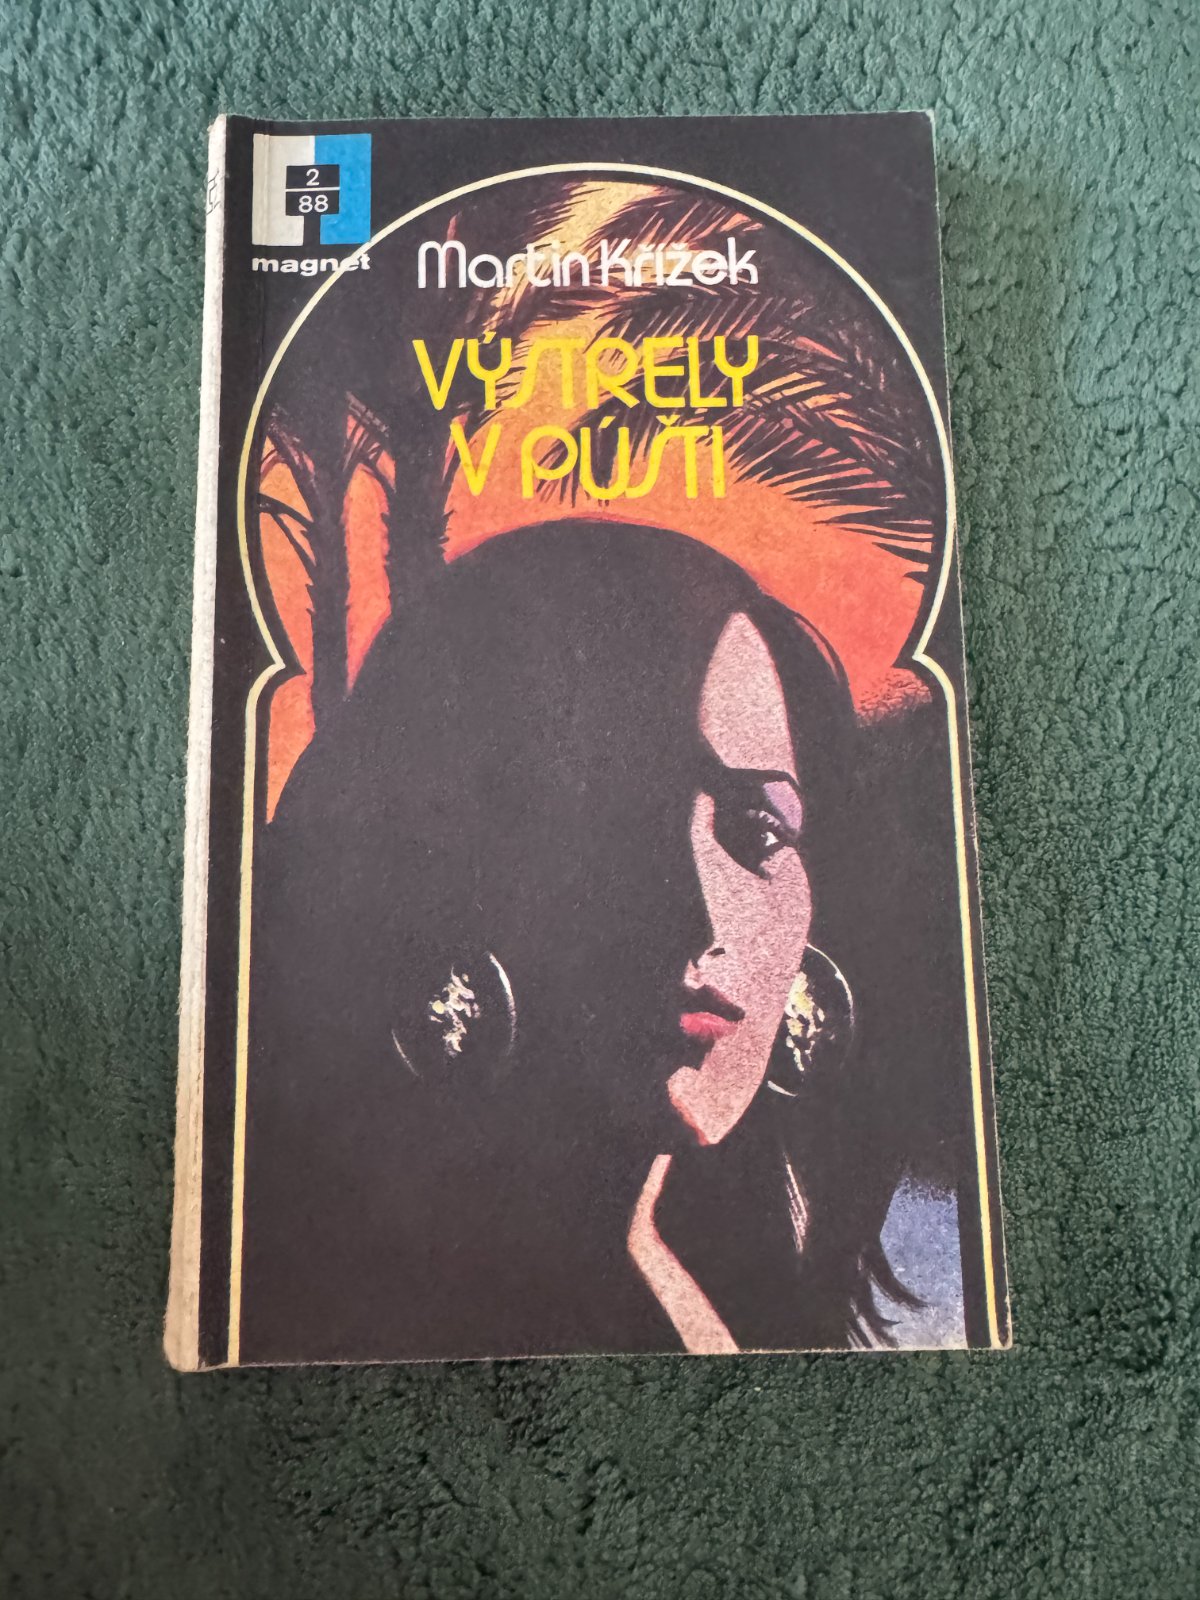 2
88
magnet
Martin Křížek
VÝSTRELY
V PÚŠTI